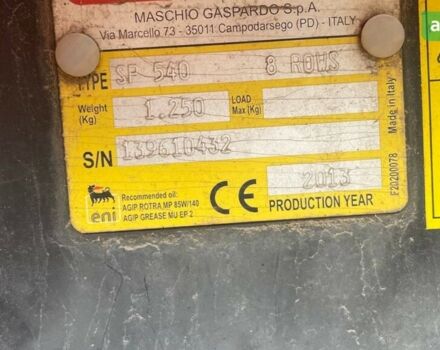 MASCHIO GASPARDO S.p.A.
Via Marcello 73 - 35011 Campodarsego (PD) - ITALY
TYPE SP 540 8 ROWS
Weight (Kg) 1.250 LOAD Max (Kg)
S/N 139610432
2013
PRODUCTION YEAR
CE
eni
Recommended oil:
AGIP ROTRA MP 85W/140
AGIP GREASE MU EP 2
Made in Italy
F20200078